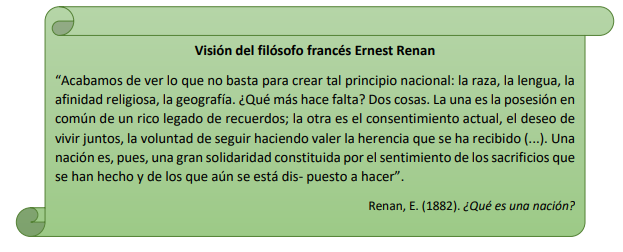 Visión del filósofo francés Ernest Renan
“Acabamos de ver lo que no basta para crear tal principio nacional: la raza, la lengua, la
afinidad religiosa, la geografía. ¿Qué más hace falta? Dos cosas. La una es la posesión en
común de un rico legado de recuerdos; la otra es el consentimiento actual, el deseo de
vivir juntos, la voluntad de seguir haciendo valer la herencia que se ha recibido (...). Una
nación es, pues, una gran solidaridad constituida por el sentimiento de los sacrificios que
se han hecho y de los que aún se está dis- puesto a hacer”.
Renan, E. (1882). ¿Qué es una nación?